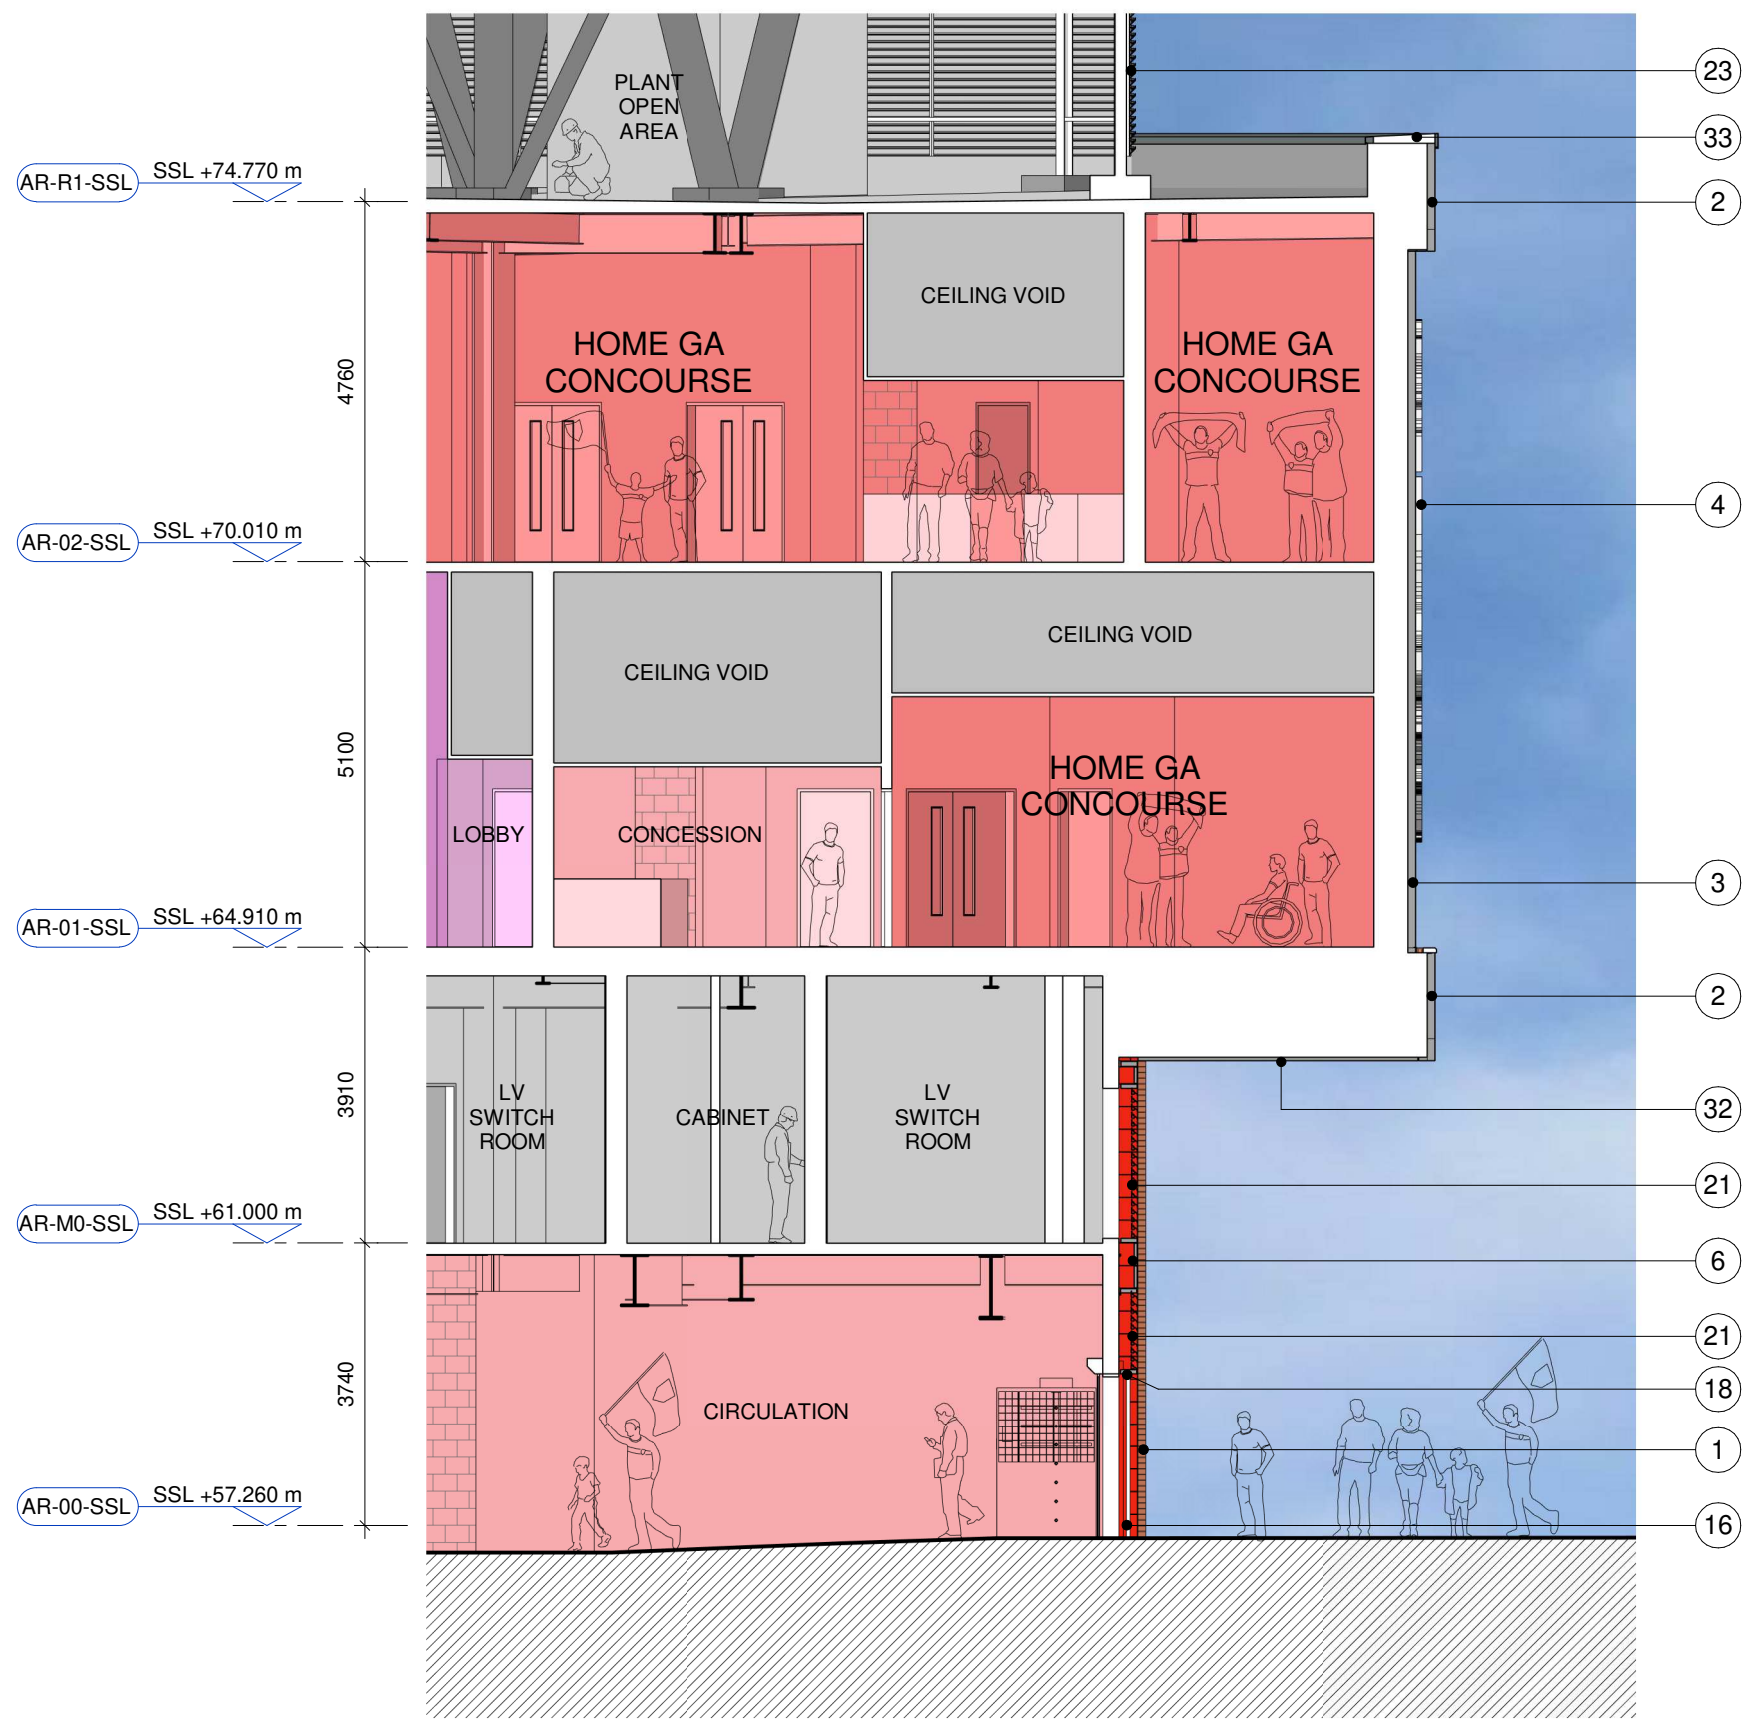 PLANT
OPEN
AREA
23
33
AR-R1-SSL
SSL +74.770 m
2
CEILING VOID
HOME GA
CONCOURSE
HOME GA
CONCOURSE
4760
4
AR-02-SSL
SSL +70.010 m
CEILING VOID
CEILING VOID
5100
HOME GA
CONCOURSE
LOBBY
CONCESSION
3
AR-01-SSL
SSL +64.910 m
2
3910
LV
SWITCH
ROOM
CABINET
LV
SWITCH
ROOM
32
21
AR-M0-SSL
SSL +61.000 m
6
21
3740
18
CIRCULATION
1
AR-00-SSL
SSL +57.260 m
16